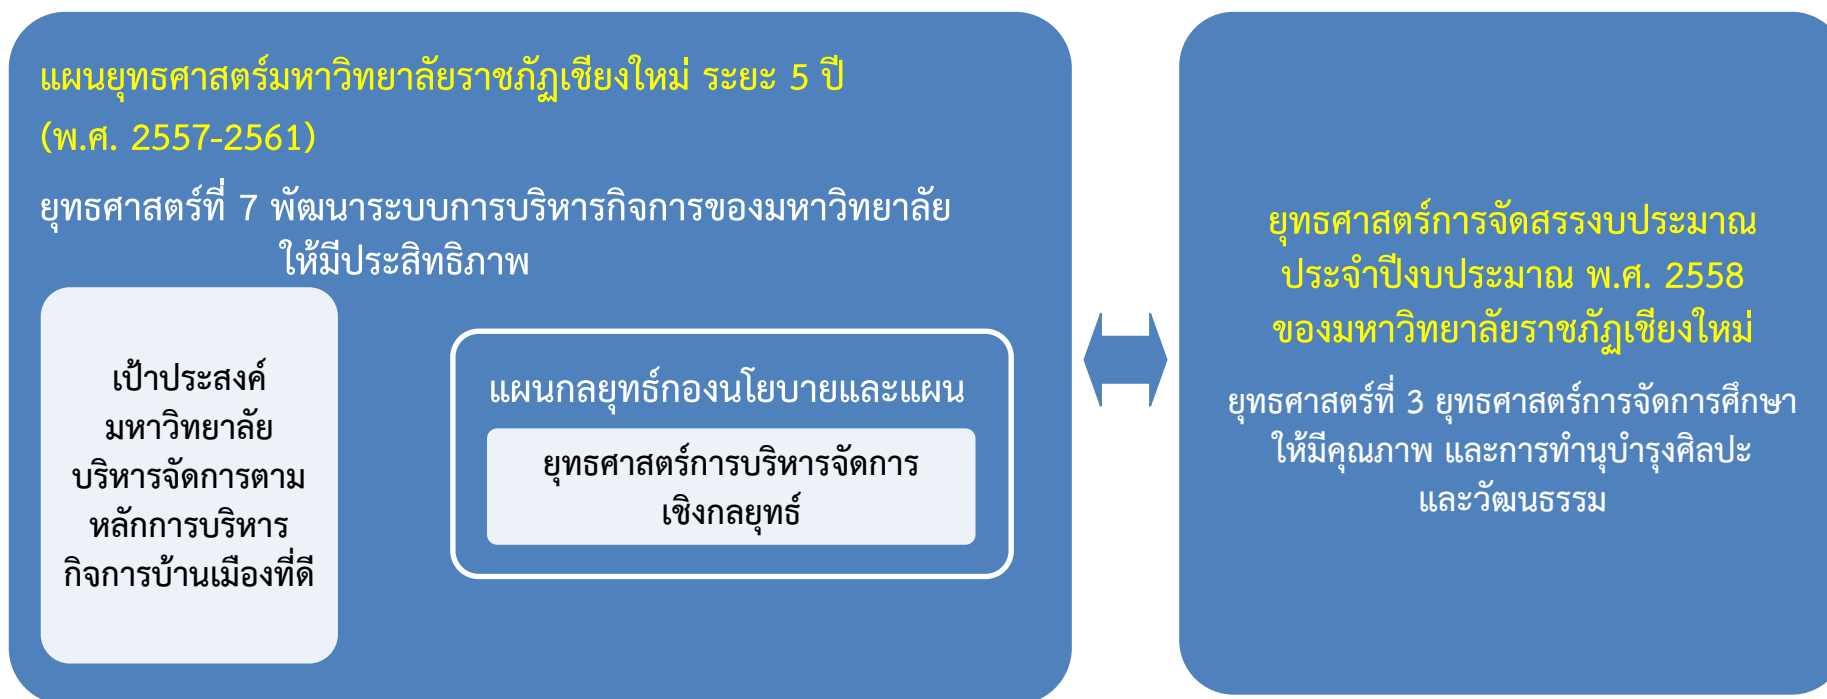 แผนยุทธศาสตร์มหาวิทยาลัยราชภัฏเชียงใหม่ ระยะ 5 ปี
(พ.ศ. 2557-2561)
ยุทธศาสตร์ที่ 7 พัฒนาระบบการบริหารกิจการของมหาวิทยาลัย
ให้มีประสิทธิภาพ
เป้าประสงค์
มหาวิทยาลัย
บริหารจัดการตาม
หลักการบริหาร
กิจการบ้านเมืองที่ดี
แผนกลยุทธ์กองนโยบายและแผน
ยุทธศาสตร์การบริหารจัดการ
เชิงกลยุทธ์
ยุทธศาสตร์การจัดสรรงบประมาณ
ประจำปีงบประมาณ พ.ศ. 2558
ของมหาวิทยาลัยราชภัฏเชียงใหม่
ยุทธศาสตร์ที่ 3 ยุทธศาสตร์การจัดการศึกษา
ให้มีคุณภาพ และการทำนุบำรุงศิลปะ
และวัฒนธรรม